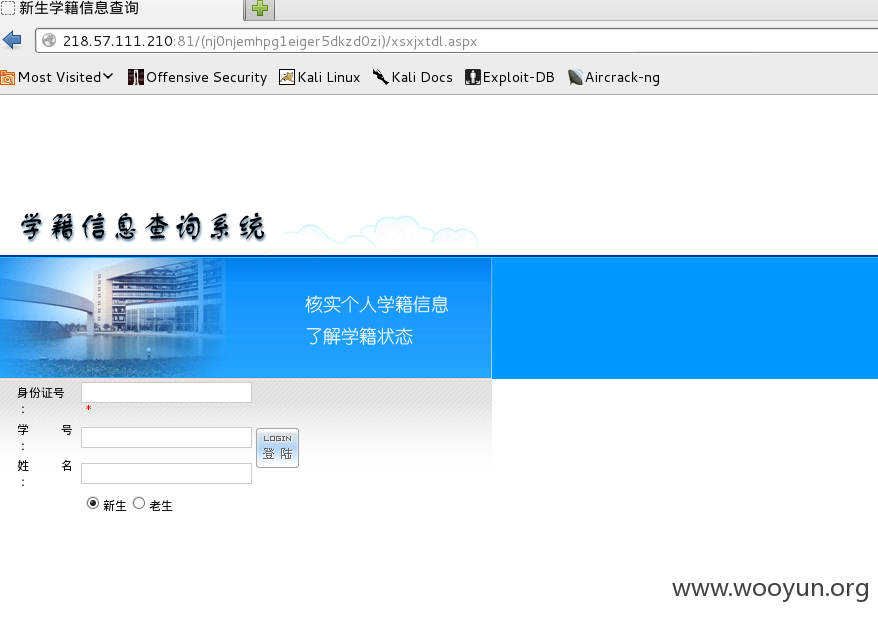 新生学籍信息查询
218.57.111.210:81/(nj0njemhpg1eiger5dkzd0zi)/xsxjxtdl.aspx
Most Visited Offensive Security Kali Linux Kali Docs Exploit-DB Aircrack-ng
学籍信息查询系统
核实个人学籍信息
了解学籍状态
身份证号
:
*
学 号
:
LOGIN
登 陆
姓 名
:
新生 老生
www.wooyun.org